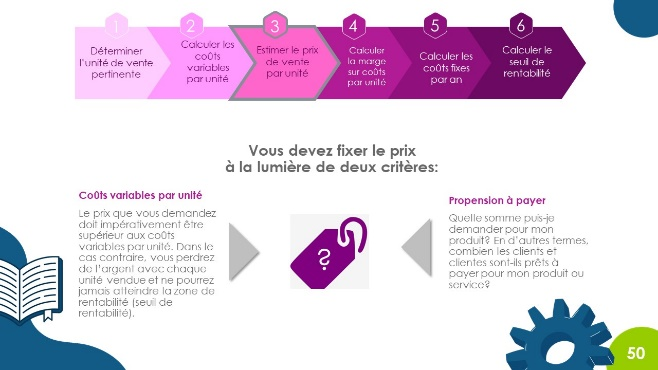 1
Déterminer
l'unité de vente
pertinente
2
Calculer les
coûts
variables
par unité
3
Estimer le prix
de vente
par unité
4
Calculer
la marge
sur coûts
par unité
5
Calculer les
coûts fixes
par an
6
Calculer le
seuil de
rentabilité
Vous devez fixer le prix
à la lumière de deux critères:
Coûts variables par unité
Le prix que vous demandez
doit impérativement être
supérieur aux coûts
variables par unité. Dans le
cas contraire, vous perdrez
de l'argent avec chaque
unité vendue et ne pourrez
jamais atteindre la zone de
rentabilité (seuil de
rentabilité).
?
Propension à payer
Quelle somme puis-je
demander pour mon
produit? En d'autres termes,
combien les clients et
clientes sont-ils prêts à
payer pour mon produit ou
service?
50